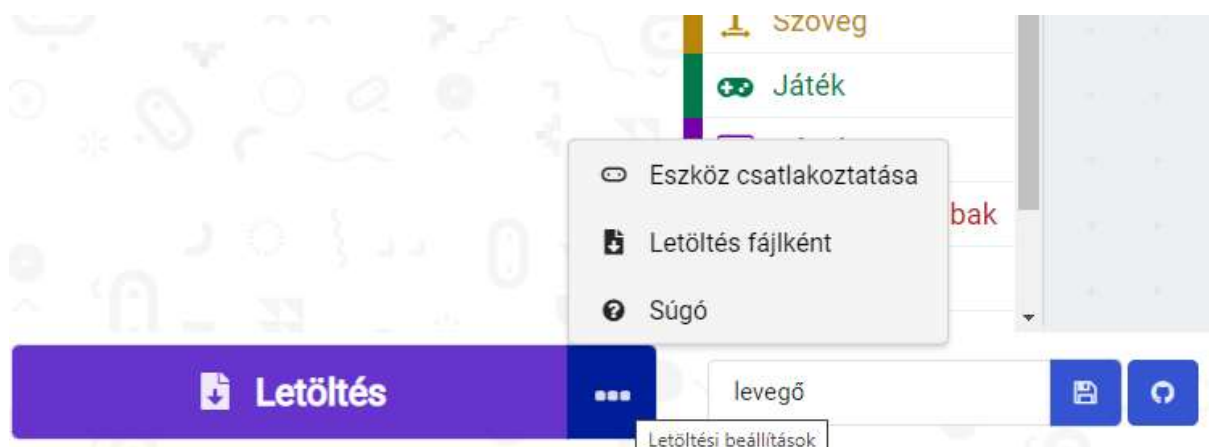 Szöveg
Játék
Eszköz csatlakoztatása
bak
Letöltés fájlként
Súgó
Letöltés
levegő
Letöltési beállítások